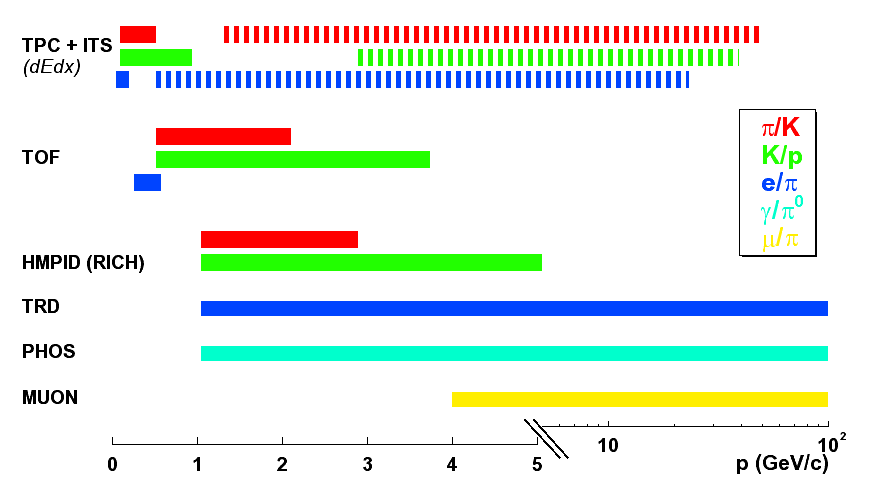 TPC + ITS
(dEdx)
π/K
K/p
TOF
e/π
γ/π⁰
μ/π
HMPID (RICH)
TRD
PHOS
MUON
10 10²
0 1 2 3 4 5 p (GeV/c)